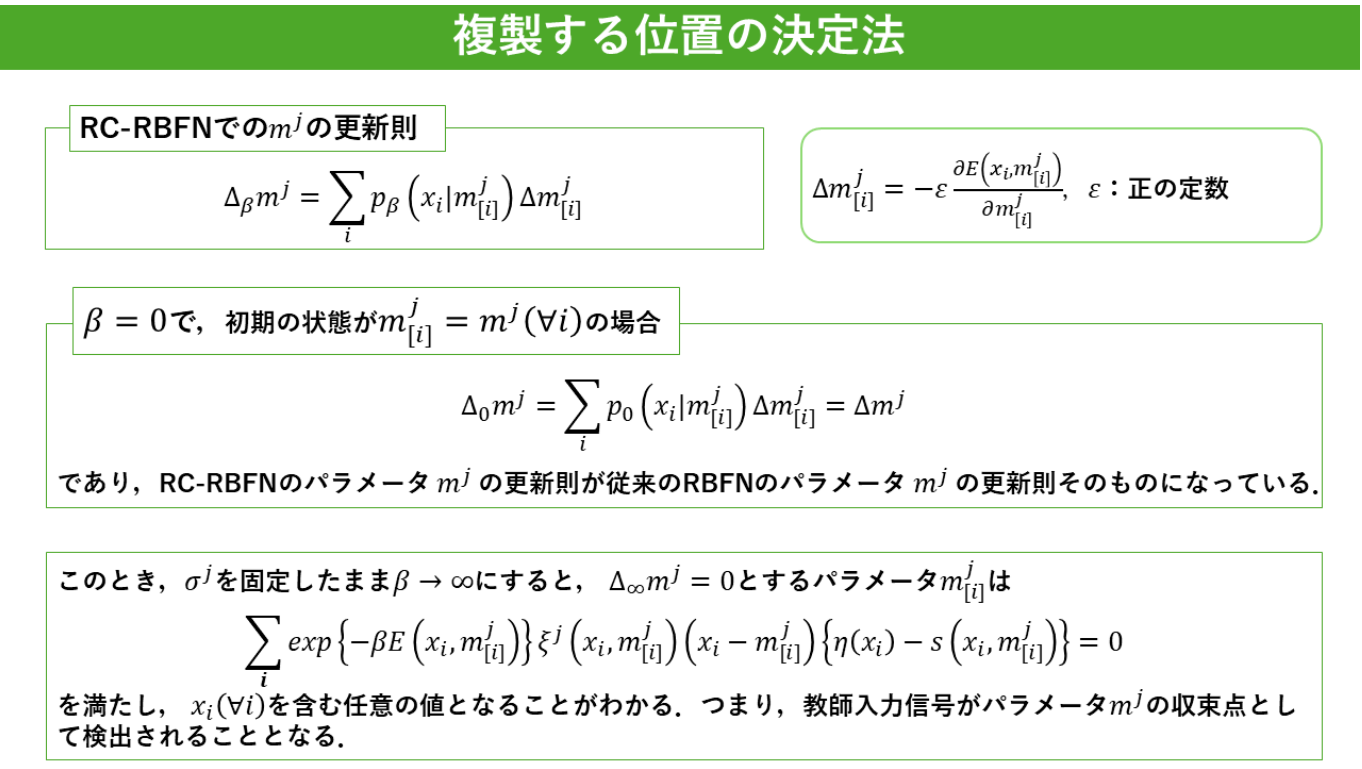 複製する位置の決定法
RC-RBFNでのm^jの更新則
Δ_β m^j = ∑_i p_β(x_i|m^j_[i])Δm^j_[i]
Δm^j_[i] = −ε ∂E(x_i,m^j_[i])/∂m^j_[i], ε：正の定数
β = 0で，初期の状態がm^j_[i] = m^j(∀i)の場合
Δ_0 m^j = ∑_i p_0(x_i|m^j_[i])Δm^j_[i] = Δm^j
であり，RC-RBFNのパラメータ m^j の更新則が従来のRBFNのパラメータ m^j の更新則そのものになっている．
このとき，σ^jを固定したままβ → ∞にすると， Δ_∞ m^j = 0とするパラメータm^j_[i]は
∑_i exp{−βE(x_i, m^j_[i])}ξ^j(x_i, m^j_[i])(x_i − m^j_[i]){η(x_i) − s(x_i, m^j_[i])} = 0
を満たし， x_i(∀i)を含む任意の値となることがわかる．つまり，教師入力信号がパラメータm^jの収束点とし
て検出されることとなる．